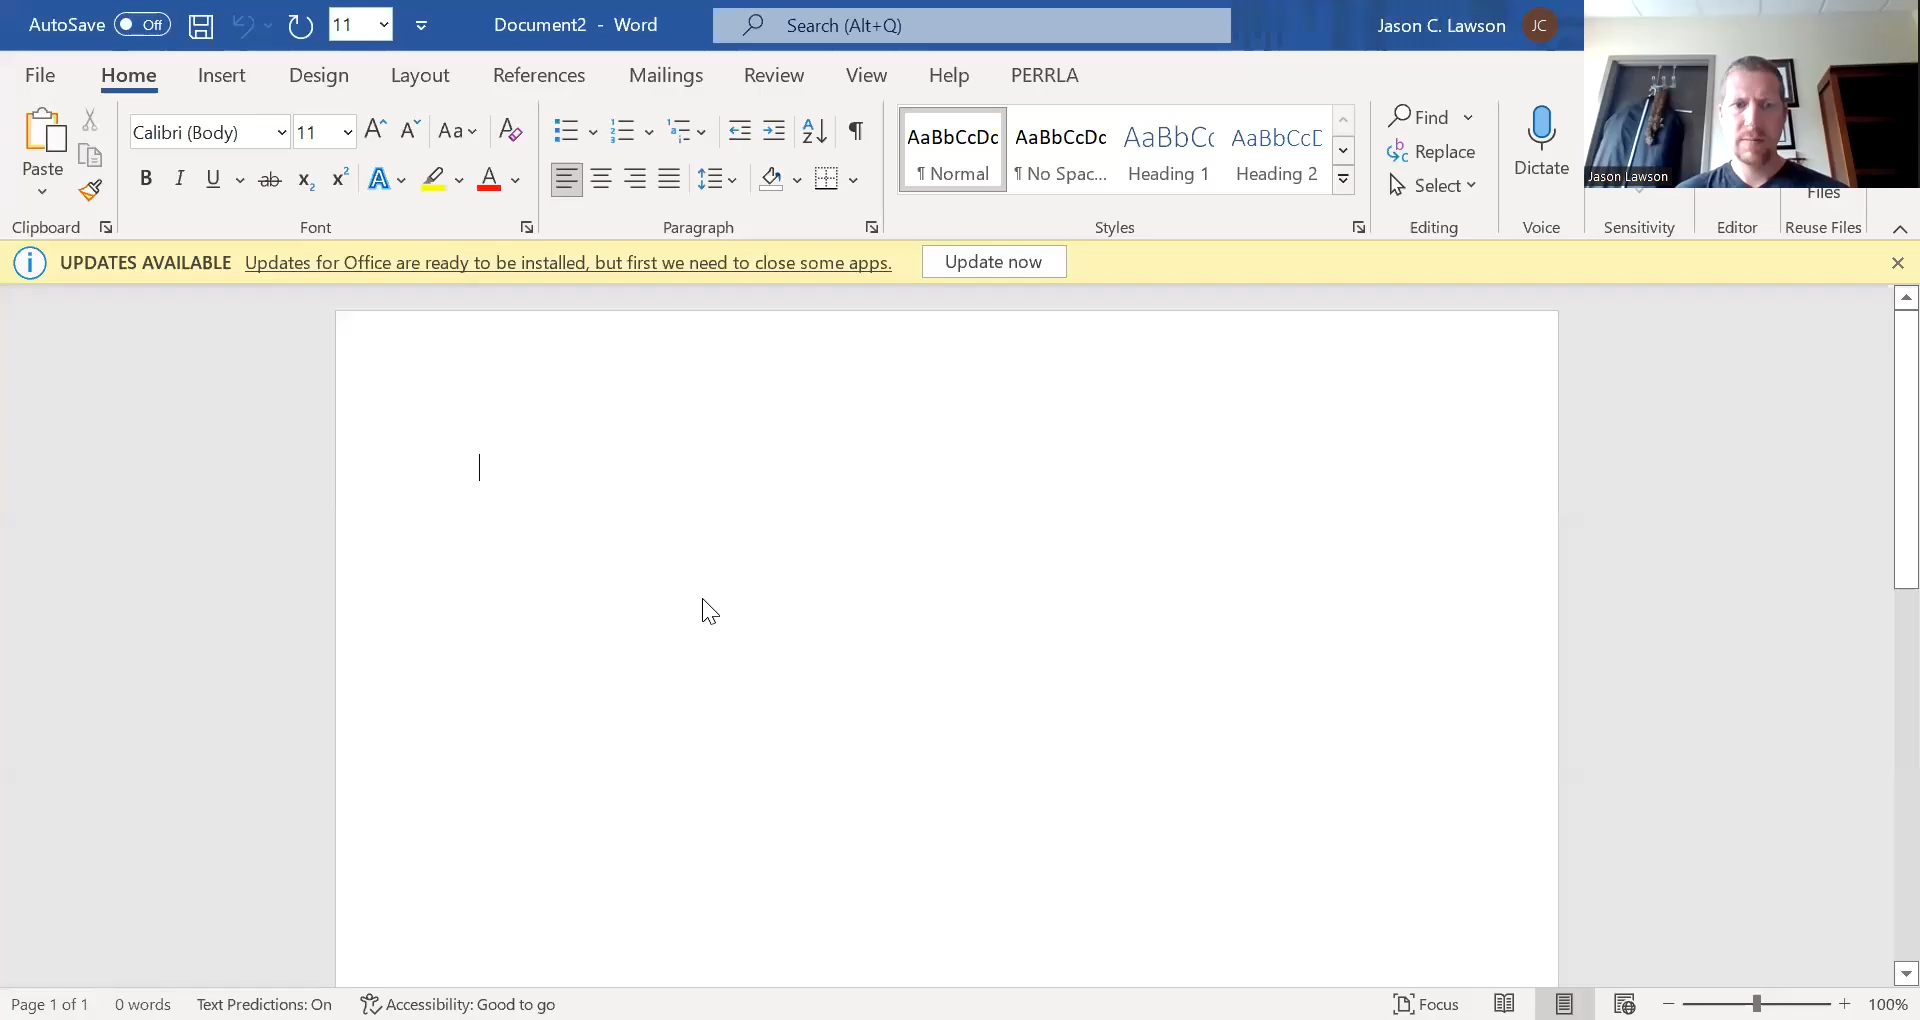 AutoSave Off 11 Document2 - Word Search (Alt+Q) Jason C. Lawson JC
File Home Insert Design Layout References Mailings Review View Help PERRLA
Calibri (Body) 11 Aa AaBbCcDc AaBbCcDc AaBbCc AaBbCcD Find
Replace
Paste B I U ab x2 x2 A A ¶ Normal ¶ No Spac... Heading 1 Heading 2 Select Dictate Jason Lawson Files
Clipboard Font Paragraph Styles Editing Voice Sensitivity Editor Reuse Files
UPDATES AVAILABLE Updates for Office are ready to be installed, but first we need to close some apps. Update now
Page 1 of 1 0 words Text Predictions: On Accessibility: Good to go Focus 100%